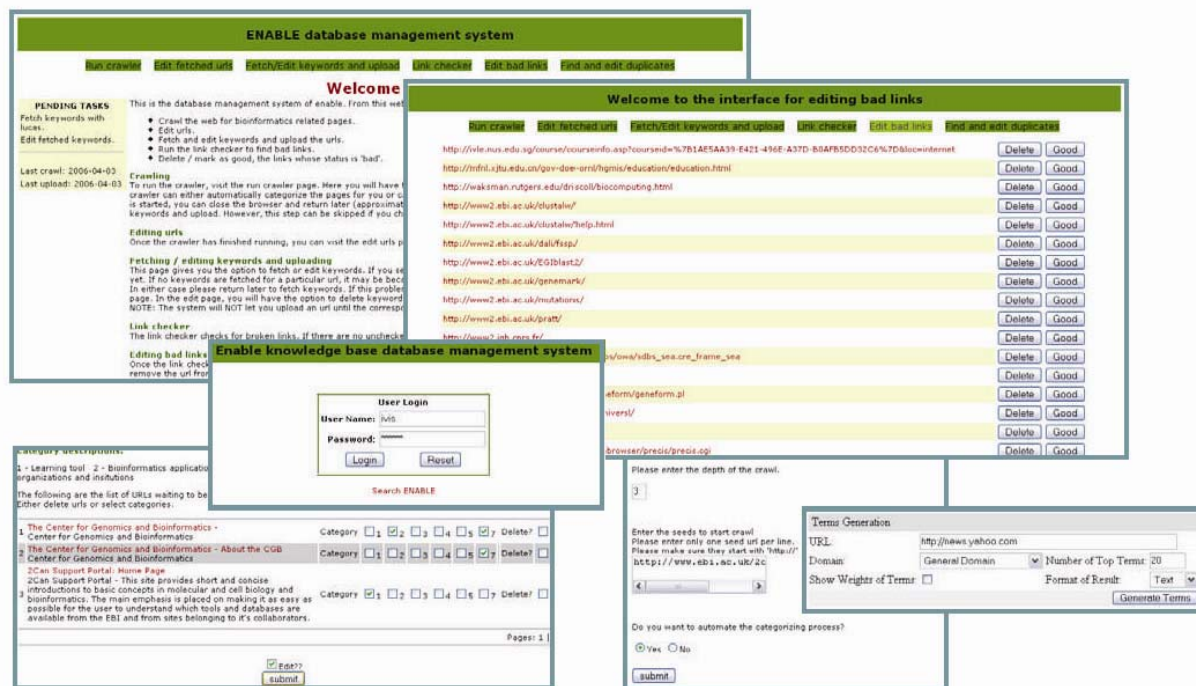 ENABLE database management system
Run crawler Edit fetched urls Fetch/Edit keywords and upload Link checker Edit bad links Find and edit duplicates
Welcome
PENDING TASKS
Fetch keywords with
lucas.
Edit fetched keywords.
Last crawl: 2006-04-03
Last upload: 2006-04-03
This is the database management system of enable. From this wet
Crawl the web for bioinformatics related pages.
Edit urls.
Fetch and edit keywords and upload the urls.
Run the link checker to find bad links.
Delete / mark as good, the links whose status is 'bad'.
Crawling
To run the crawler, visit the run crawler page. Here you will have
crawler can either automatically categorize the pages for you or
is started, you can close the browser and return later (approximat
keywords and upload. However, this step can be skipped if you ch
Editing urls
Once the crawler has finished running, you can visit the edit urls p
Fetching / editing keywords and uploading
This page gives you the option to fetch or edit keywords. If you se
yet. If no keywords are fetched for a particular url, it may be bec
In either case please return later to fetch keywords. If this proble
page. In the edit page, you will have the option to delete keyword
NOTE: The system will NOT let you upload an url until the correspo
Link checker
The link checker checks for broken links. If there are no unchecke
Editing bad links
Once the link check
remove the url from
Welcome to the interface for editing bad links
Run crawler Edit fetched urls Fetch/Edit keywords and upload Link checker Edit bad links Find and edit duplicates
http://ivle.nus.edu.sg/course/courseinfo.asp?courseid=%7B1AE5AA39-E421-496E-A37D-B0AFB5DD32C6%7D&loc=internet Delete Good
http://mfnl.xjtu.edu.cn/gov-doe-ornl/hgmis/education/education.html Delete Good
http://waksman.rutgers.edu/driscoll/biocomputing.html Delete Good
http://www2.ebi.ac.uk/clustalw/ Delete Good
http://www2.ebi.ac.uk/clustalw/help.html Delete Good
http://www2.ebi.ac.uk/dali/fssp/ Delete Good
http://www2.ebi.ac.uk/EGIblast2/ Delete Good
http://www2.ebi.ac.uk/genemark/ Delete Good
http://www2.ebi.ac.uk/mutations/ Delete Good
http://www2.ebi.ac.uk/pratt/ Delete Good
http://www2.igh.cnrs.fr/ Delete Good
os/owa/sdbs_sea.cre_frame_sea Delete Good
Delete Good
eform/geneform.pl Delete Good
niversl/ Delete Good
Delete Good
browser/precis/precis.cgi Delete Good
Enable knowledge base database management system
User Login
User Name: ivis
Password:
Login Reset
Search ENABLE
Category descriptions:
1 - Learning tool 2 - Bioinformatics applicatio
organizations and insitutions
The following are the list of URLs waiting to be
Either delete urls or select categories.
1 The Center for Genomics and Bioinformatics - Category 1 2 3 4 5 7 Delete?
Center for Genomics and Bioinformatics
2 The Center for Genomics and Bioinformatics - About the CGB Category 1 2 3 4 5 7 Delete?
Center for Genomics and Bioinformatics
2Can Support Portal: Home Page
2Can Support Portal - This site provides short and concise
introductions to basic concepts in molecular and cell biology and
3 bioinformatics. The main emphasis is placed on making it as easy as Category 1 2 3 4 5 7 Delete?
possible for the user to understand which tools and databases are
available from the EBI and from sites belonging to it's collaborators.
Pages: 1 |
Edit??
submit
Please enter the depth of the crawl.
3
Enter the seeds to start crawl
Please enter only one seed url per line.
Please make sure they start with 'http://'
http://www.ebi.ac.uk/2c
Do you want to automate the categorizing process?
Yes No
submit
Terms Generation
URL: http://news.yahoo.com
Domain: General Domain Number of Top Terms: 20
Show Weights of Terms: Format of Result: Text
Generate Terms